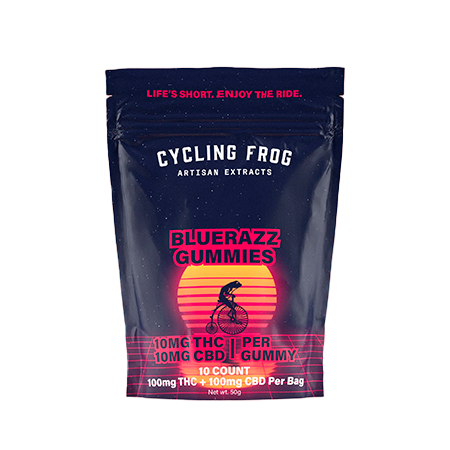 LIFE'S SHORT. ENJOY THE RIDE.
CYCLING FROG
ARTISAN EXTRACTS
BLUERAZZ
GUMMIES
10MG THC PER
10MG CBD GUMMY
10 COUNT
100mg THC + 100mg CBD Per Bag
Net wt. 50g